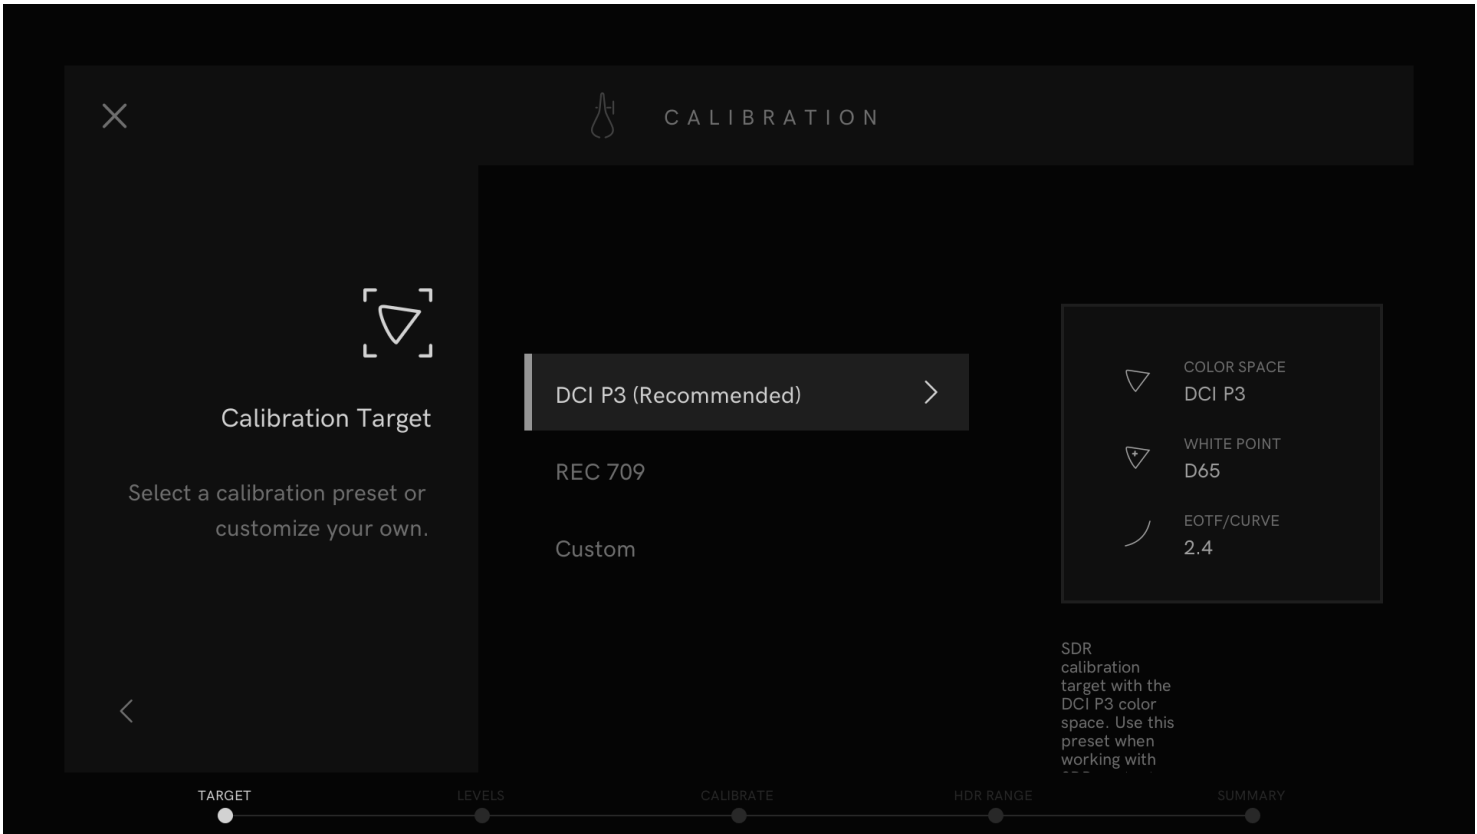 CALIBRATION
Calibration Target
Select a calibration preset or
customize your own.
DCI P3 (Recommended)
REC 709
Custom
COLOR SPACE
DCI P3
WHITE POINT
D65
EOTF/CURVE
2.4
SDR
calibration
target with the
DCI P3 color
space. Use this
preset when
working with
TARGET
LEVELS
CALIBRATE
HDR RANGE
SUMMARY